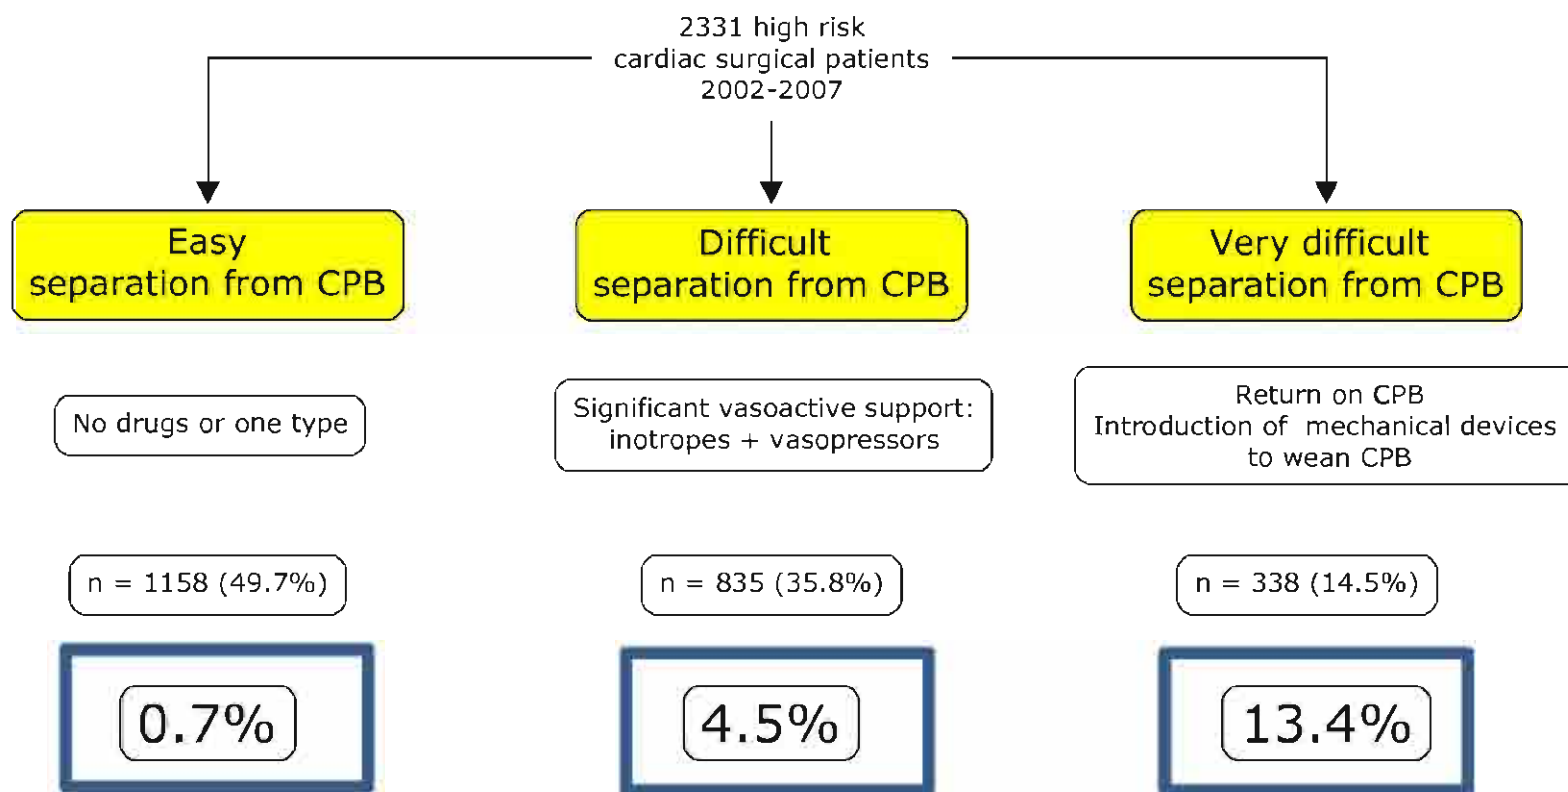 2331 high risk
cardiac surgical patients
2002-2007
Easy
separation from CPB
Difficult
separation from CPB
Very difficult
separation from CPB
No drugs or one type
Significant vasoactive support:
inotropes + vasopressors
Return on CPB
Introduction of mechanical devices
to wean CPB
n = 1158 (49.7%)
n = 835 (35.8%)
n = 338 (14.5%)
0.7%
4.5%
13.4%